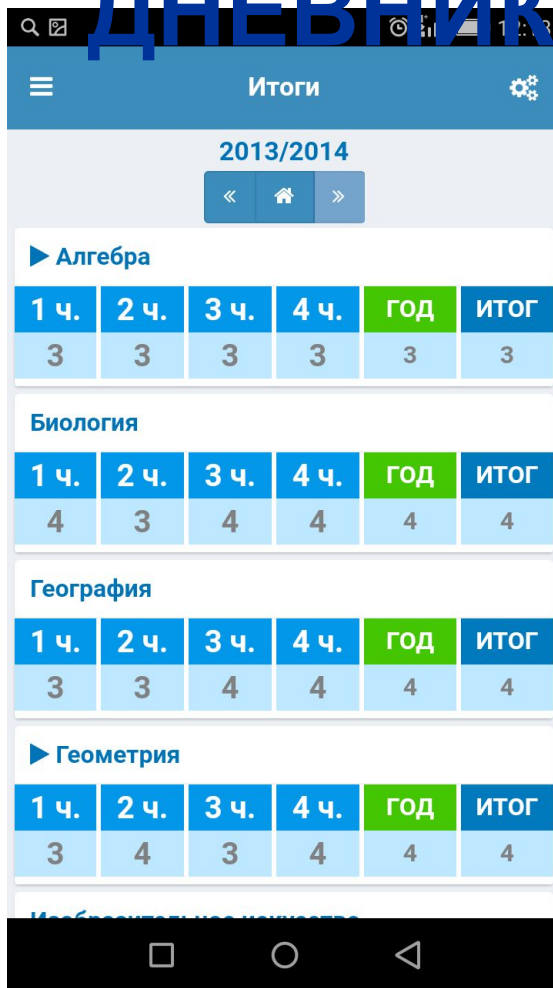 ДНЕВНИК
Итоги
2013/2014
Алгебра
1 ч. 2 ч. 3 ч. 4 ч. ГОД ИТОГ
3 3 3 3 3 3
Биология
1 ч. 2 ч. 3 ч. 4 ч. ГОД ИТОГ
4 3 4 4 4 4
География
1 ч. 2 ч. 3 ч. 4 ч. ГОД ИТОГ
3 3 4 4 4 4
Геометрия
1 ч. 2 ч. 3 ч. 4 ч. ГОД ИТОГ
3 4 3 4 4 4
Изобразительное искусство